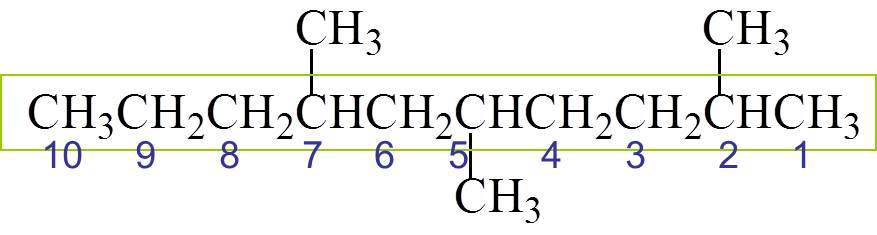 CH₃ CH₃
CH₃CH₂CH₂CHCH₂CHCH₂CH₂CHCH₃
10 9 8 7 6 5 4 3 2 1
CH₃